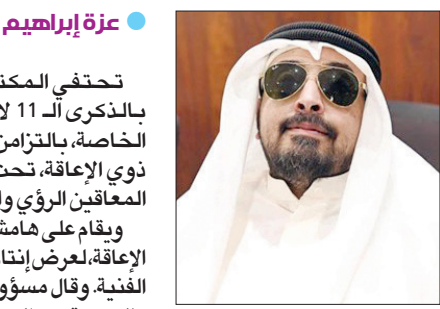 عزة إبراهيم
تحتفي المكت
بالذكرى الـ 11 لا
الخاصة، بالتزامن
ذوي الإعاقة، تحت
المعاقين الرؤي وا
ويقام على هامش
الإعاقة، لعرض إنتا
الفنية. وقال مسؤو